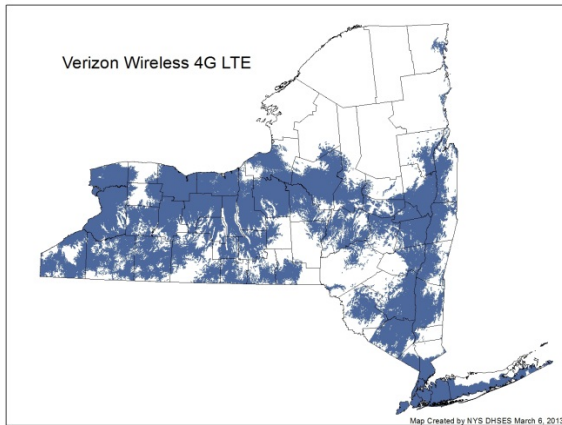 Verizon Wireless 4G LTE
Map Created by NYS DHSES March 6, 2013